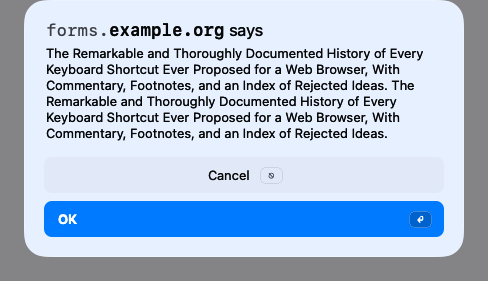 forms.example.org says
The Remarkable and Thoroughly Documented History of Every
Keyboard Shortcut Ever Proposed for a Web Browser, With
Commentary, Footnotes, and an Index of Rejected Ideas. The
Remarkable and Thoroughly Documented History of Every
Keyboard Shortcut Ever Proposed for a Web Browser, With
Commentary, Footnotes, and an Index of Rejected Ideas.
Cancel
OK